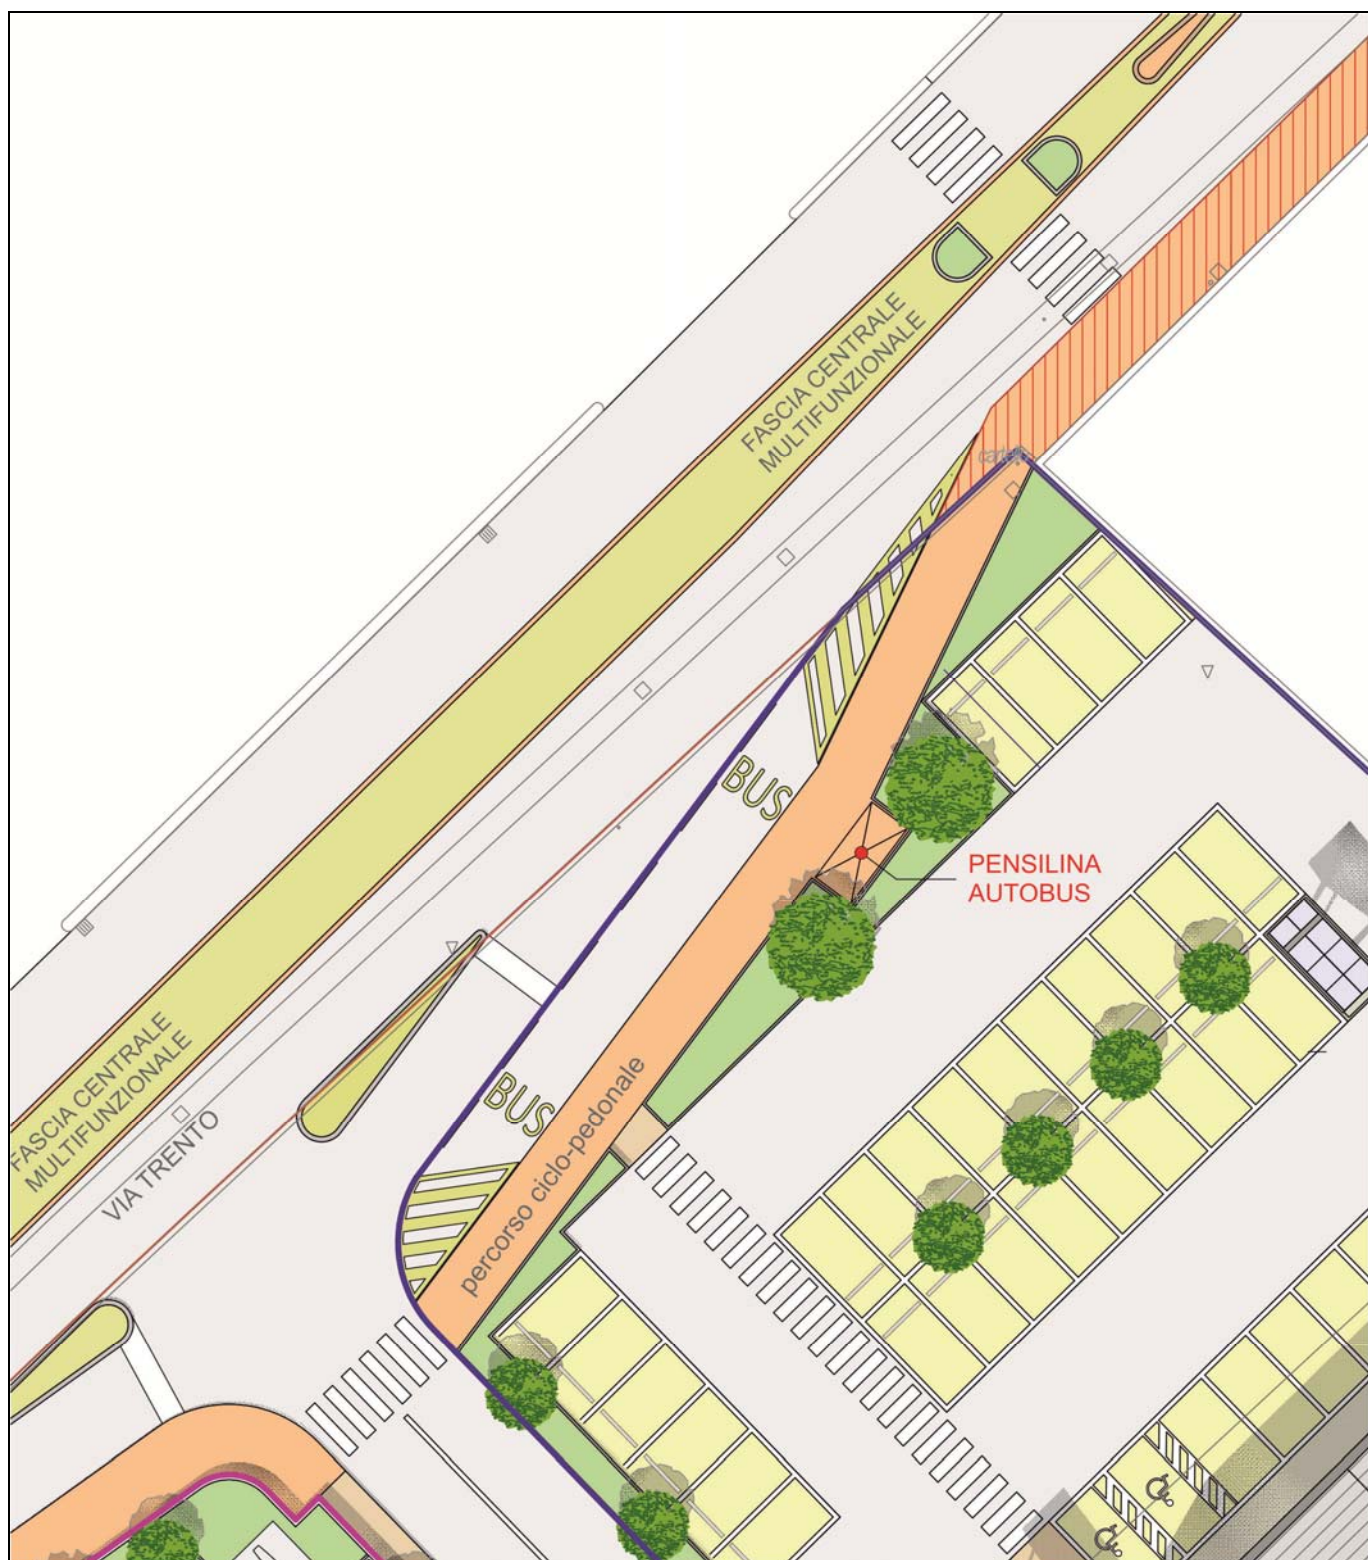 FASCIA CENTRALE
MULTIFUNZIONALE
BUS
PENSILINA
AUTOBUS
FASCIA CENTRALE
MULTIFUNZIONALE
VIA TRENTO
BUS
percorso ciclo-pedonale